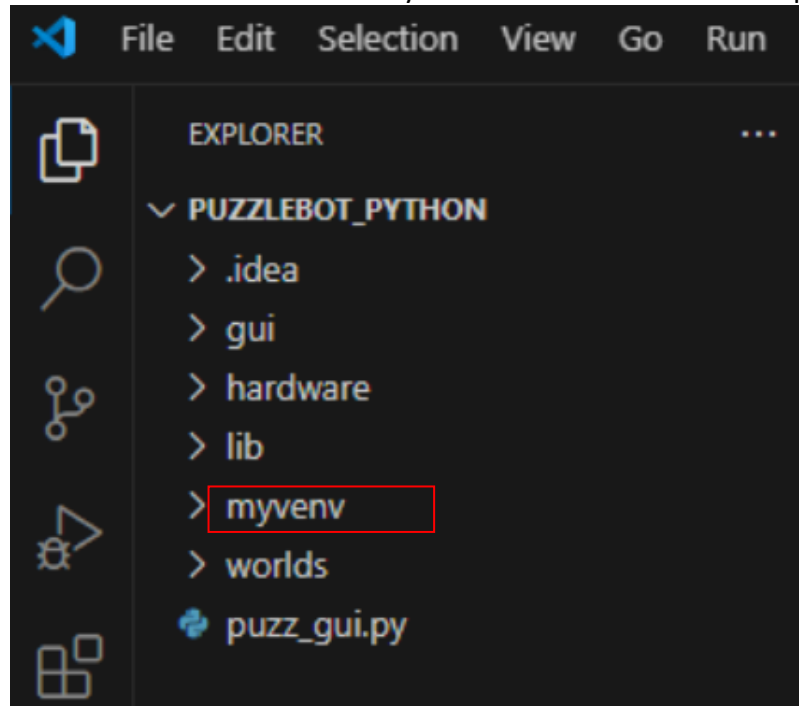 File Edit Selection View Go Run
EXPLORER ...
PUZZLEBOT_PYTHON
.idea
gui
hardware
lib
myvenv
worlds
puzz_gui.py